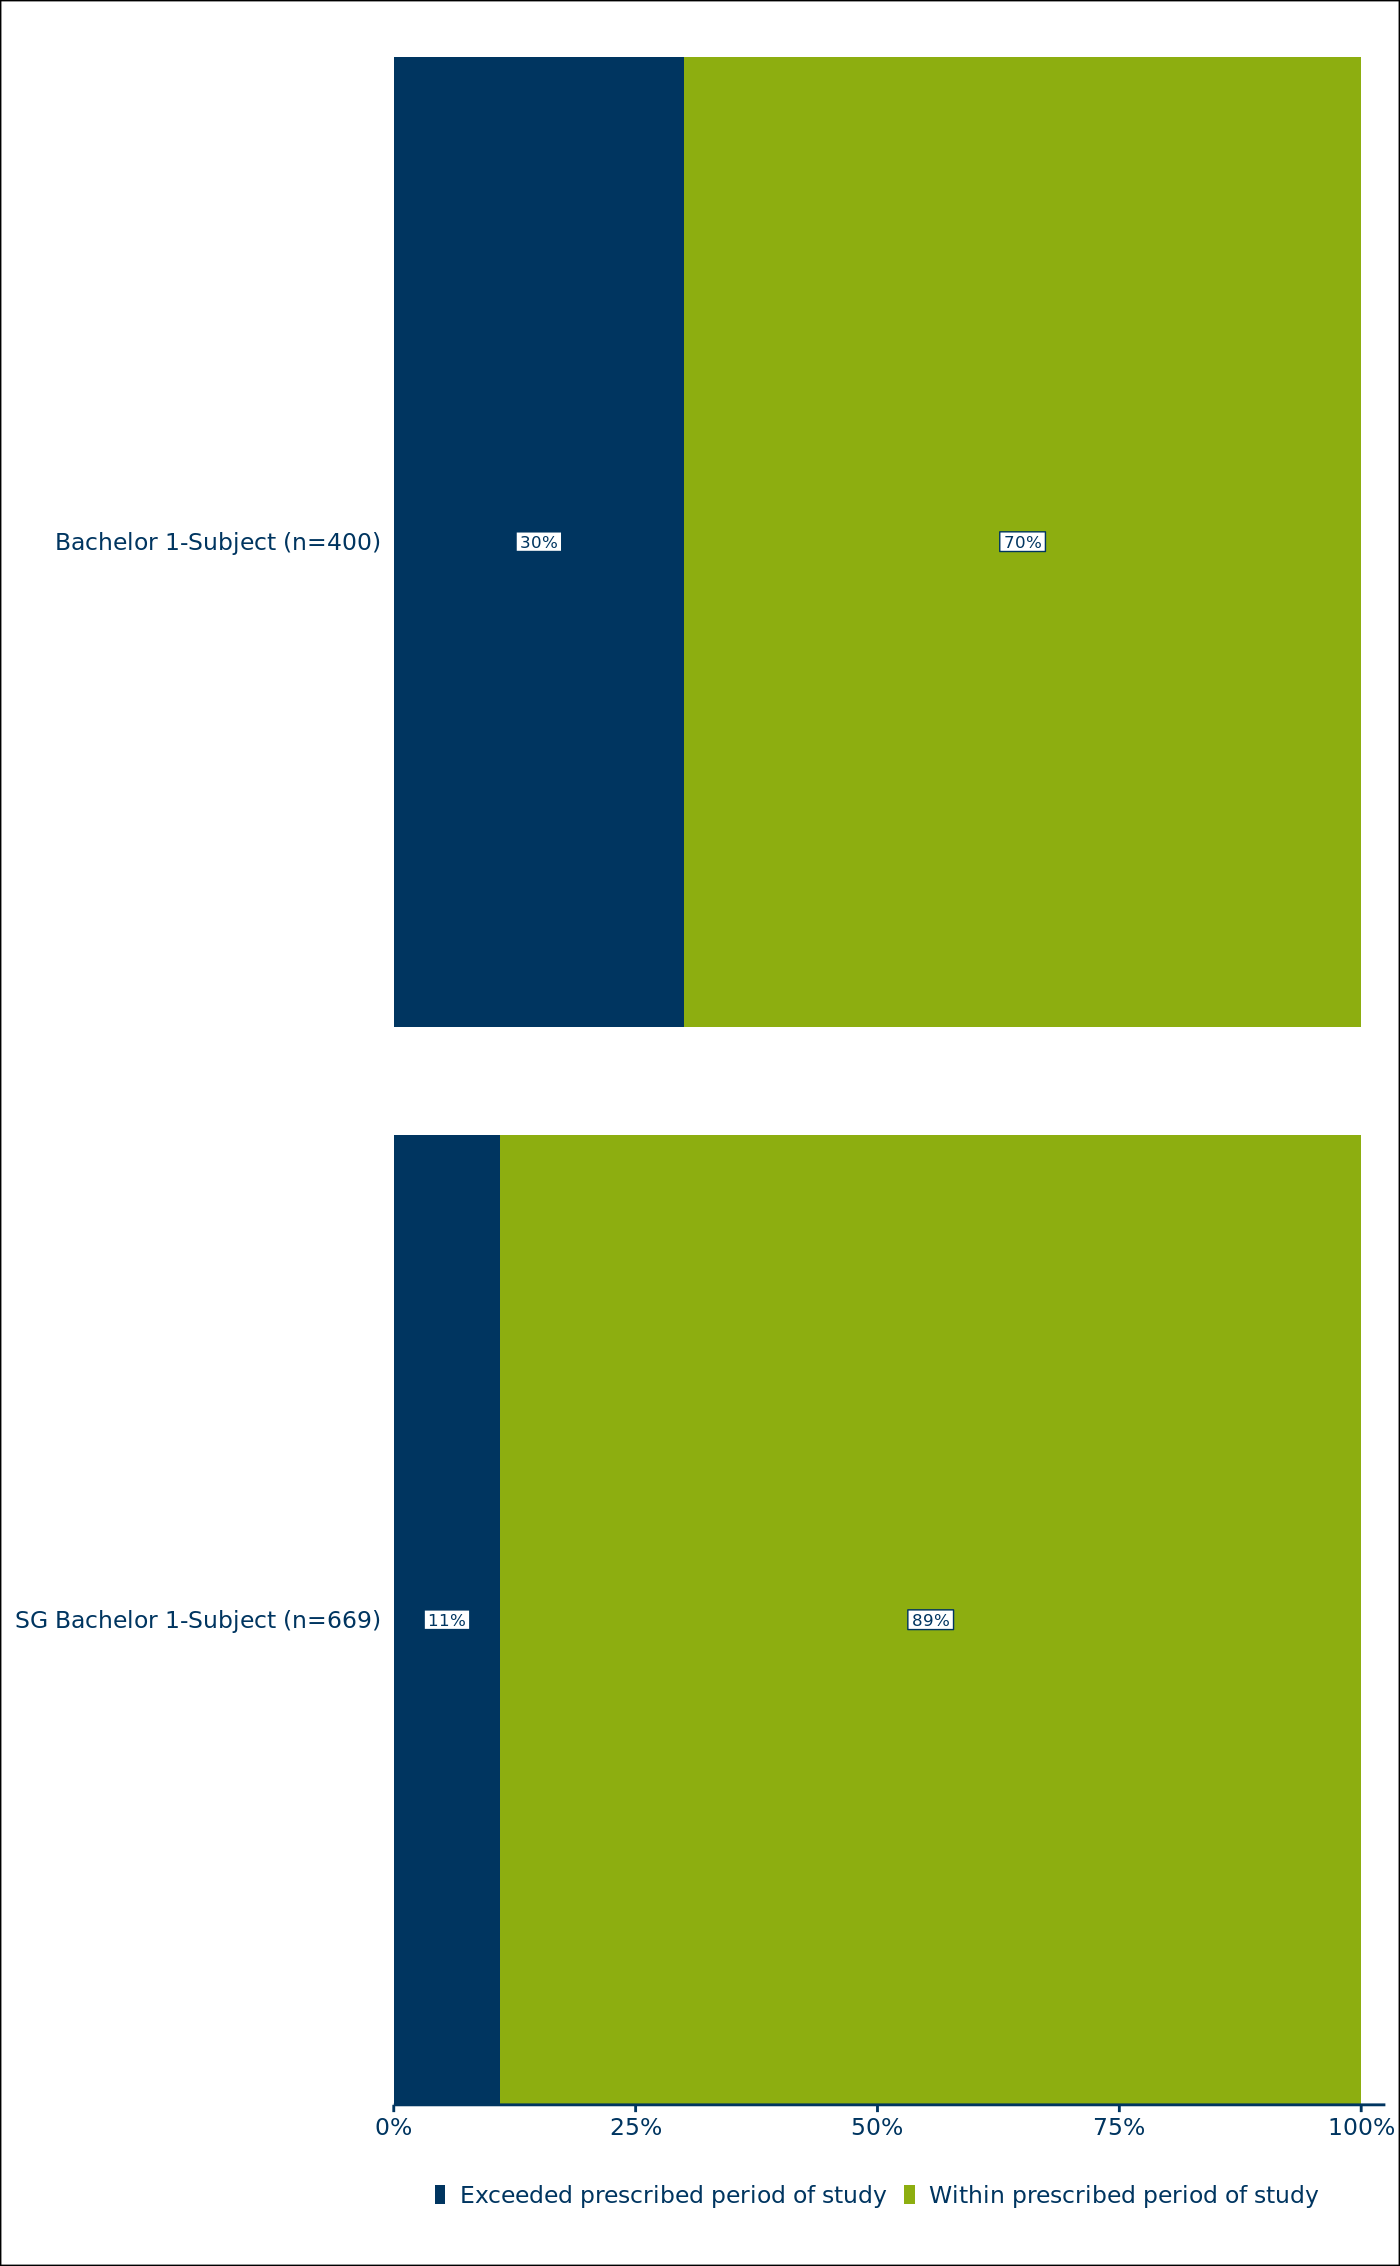 Bachelor 1-Subject (n=400)
30%
70%
SG Bachelor 1-Subject (n=669)
11%
89%
0% 25% 50% 75% 100%
Exceeded prescribed period of study Within prescribed period of study